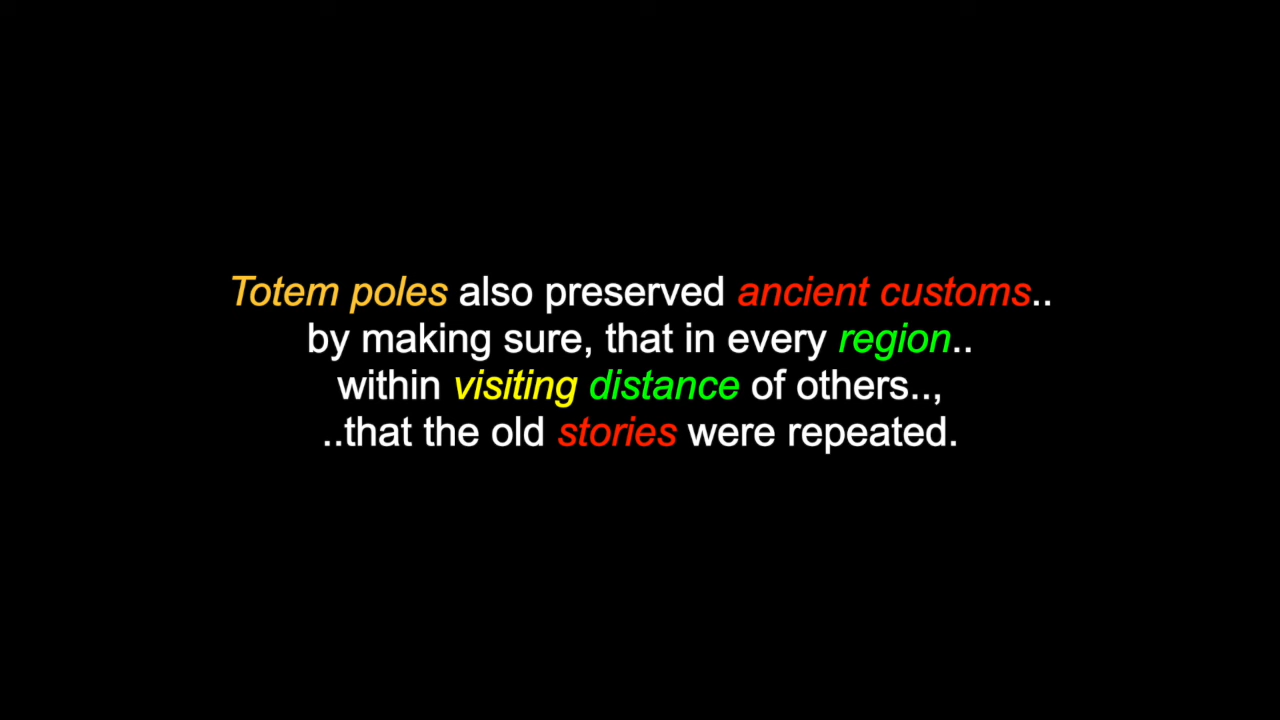 Totem poles also preserved ancient customs..
by making sure, that in every region..
within visiting distance of others..,
..that the old stories were repeated.